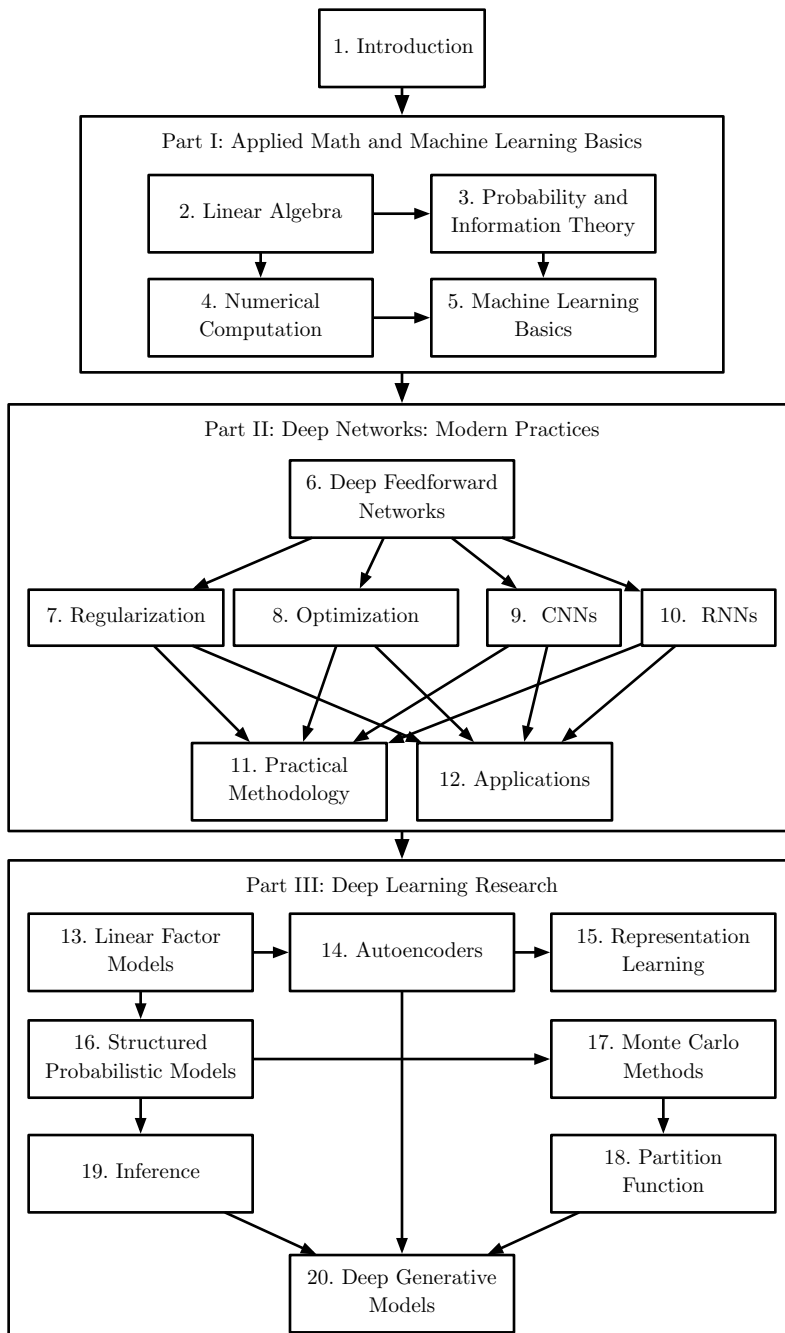 1. Introduction
Part I: Applied Math and Machine Learning Basics
2. Linear Algebra
3. Probability and
Information Theory
4. Numerical
Computation
5. Machine Learning
Basics
Part II: Deep Networks: Modern Practices
6. Deep Feedforward
Networks
7. Regularization
8. Optimization
9. CNNs
10. RNNs
11. Practical
Methodology
12. Applications
Part III: Deep Learning Research
13. Linear Factor
Models
14. Autoencoders
15. Representation
Learning
16. Structured
Probabilistic Models
17. Monte Carlo
Methods
19. Inference
18. Partition
Function
20. Deep Generative
Models